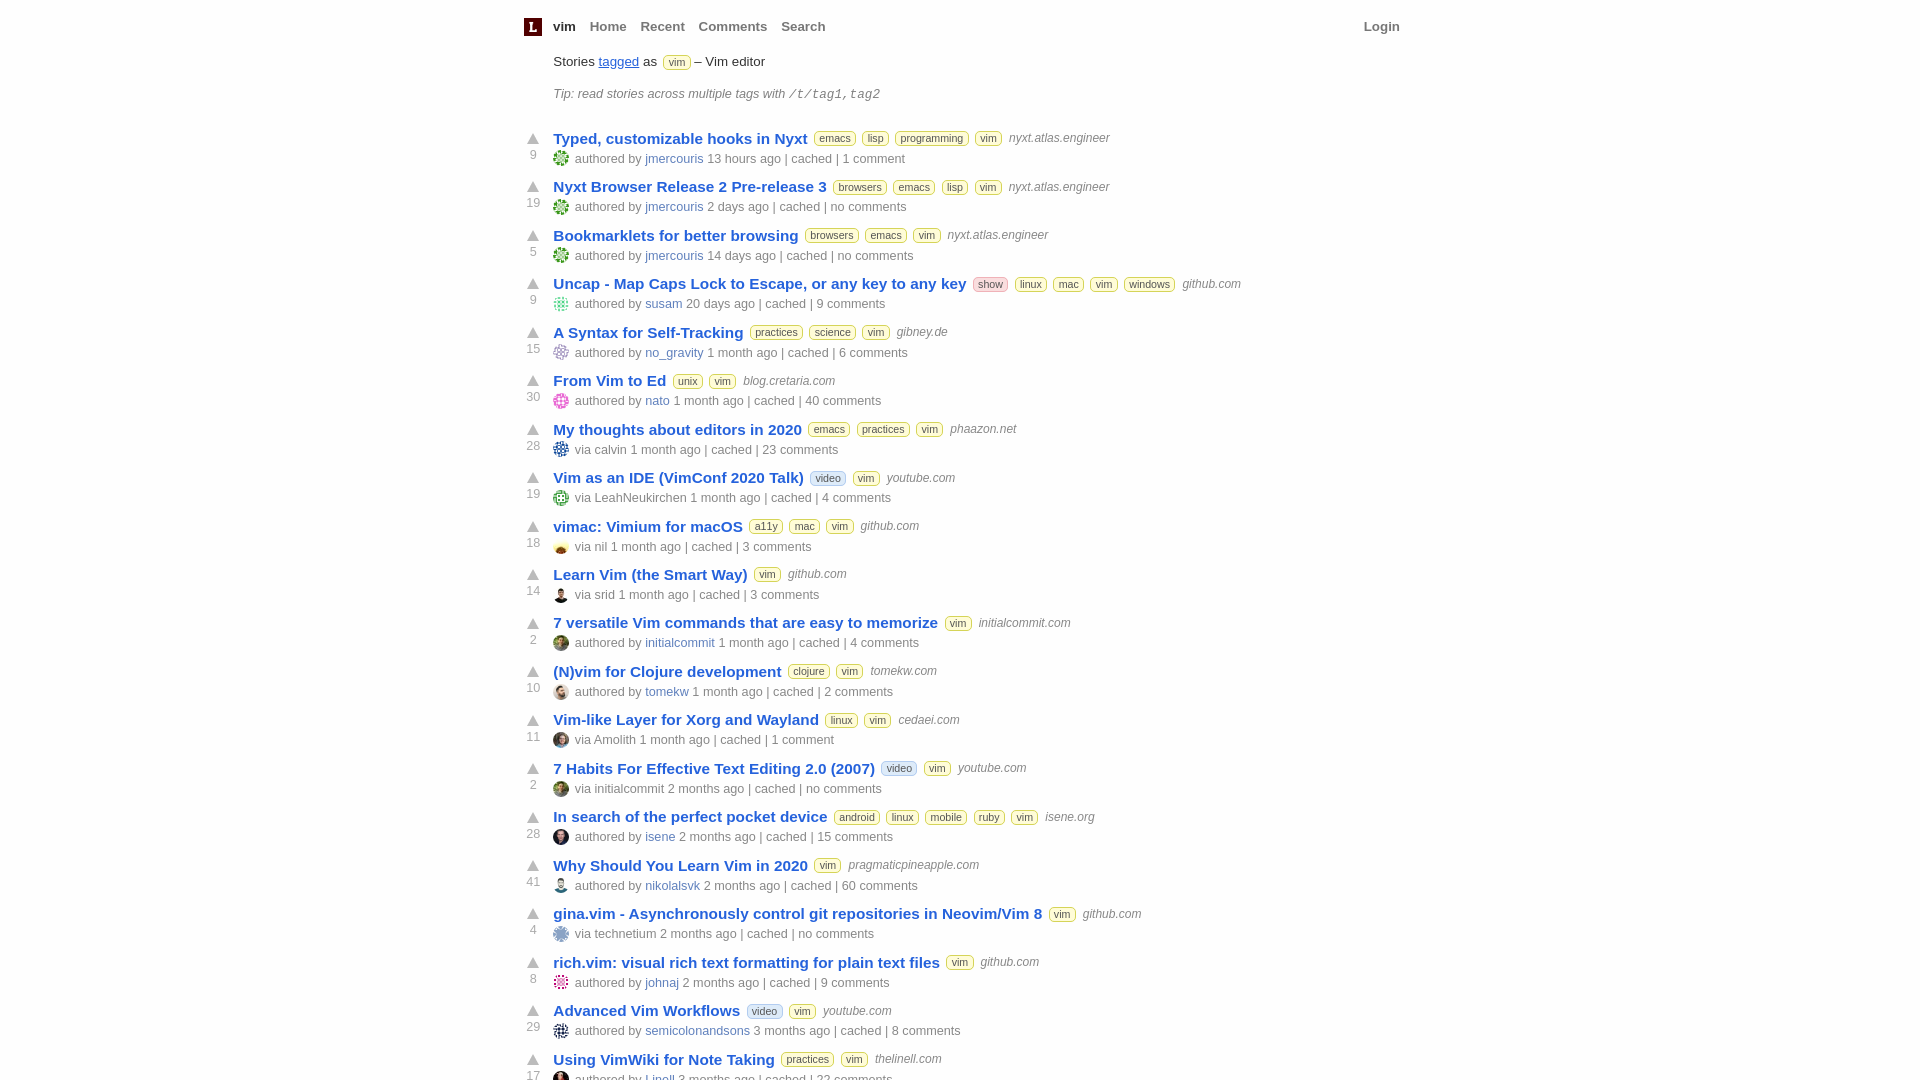 L vim Home Recent Comments Search Login
Stories tagged as vim – Vim editor
Tip: read stories across multiple tags with /t/tag1,tag2
Typed, customizable hooks in Nyxt emacs lisp programming vim nyxt.atlas.engineer
9 authored by jmercouris 13 hours ago | cached | 1 comment
Nyxt Browser Release 2 Pre-release 3 browsers emacs lisp vim nyxt.atlas.engineer
19 authored by jmercouris 2 days ago | cached | no comments
Bookmarklets for better browsing browsers emacs vim nyxt.atlas.engineer
5 authored by jmercouris 14 days ago | cached | no comments
Uncap - Map Caps Lock to Escape, or any key to any key show linux mac vim windows github.com
9 authored by susam 20 days ago | cached | 9 comments
A Syntax for Self-Tracking practices science vim gibney.de
15 authored by no_gravity 1 month ago | cached | 6 comments
From Vim to Ed unix vim blog.cretaria.com
30 authored by nato 1 month ago | cached | 40 comments
My thoughts about editors in 2020 emacs practices vim phaazon.net
28 via calvin 1 month ago | cached | 23 comments
Vim as an IDE (VimConf 2020 Talk) video vim youtube.com
19 via LeahNeukirchen 1 month ago | cached | 4 comments
vimac: Vimium for macOS a11y mac vim github.com
18 via nil 1 month ago | cached | 3 comments
Learn Vim (the Smart Way) vim github.com
14 via srid 1 month ago | cached | 3 comments
7 versatile Vim commands that are easy to memorize vim initialcommit.com
2 authored by initialcommit 1 month ago | cached | 4 comments
(N)vim for Clojure development clojure vim tomekw.com
10 authored by tomekw 1 month ago | cached | 2 comments
Vim-like Layer for Xorg and Wayland linux vim cedaei.com
11 via Amolith 1 month ago | cached | 1 comment
7 Habits For Effective Text Editing 2.0 (2007) video vim youtube.com
2 via initialcommit 2 months ago | cached | no comments
In search of the perfect pocket device android linux mobile ruby vim isene.org
28 authored by isene 2 months ago | cached | 15 comments
Why Should You Learn Vim in 2020 vim pragmaticpineapple.com
41 authored by nikolalsvk 2 months ago | cached | 60 comments
gina.vim - Asynchronously control git repositories in Neovim/Vim 8 vim github.com
4 via technetium 2 months ago | cached | no comments
rich.vim: visual rich text formatting for plain text files vim github.com
8 authored by johnaj 2 months ago | cached | 9 comments
Advanced Vim Workflows video vim youtube.com
29 authored by semicolonandsons 3 months ago | cached | 8 comments
Using VimWiki for Note Taking practices vim thelinell.com
17 authored by Linell 3 months ago | cached | 22 comments